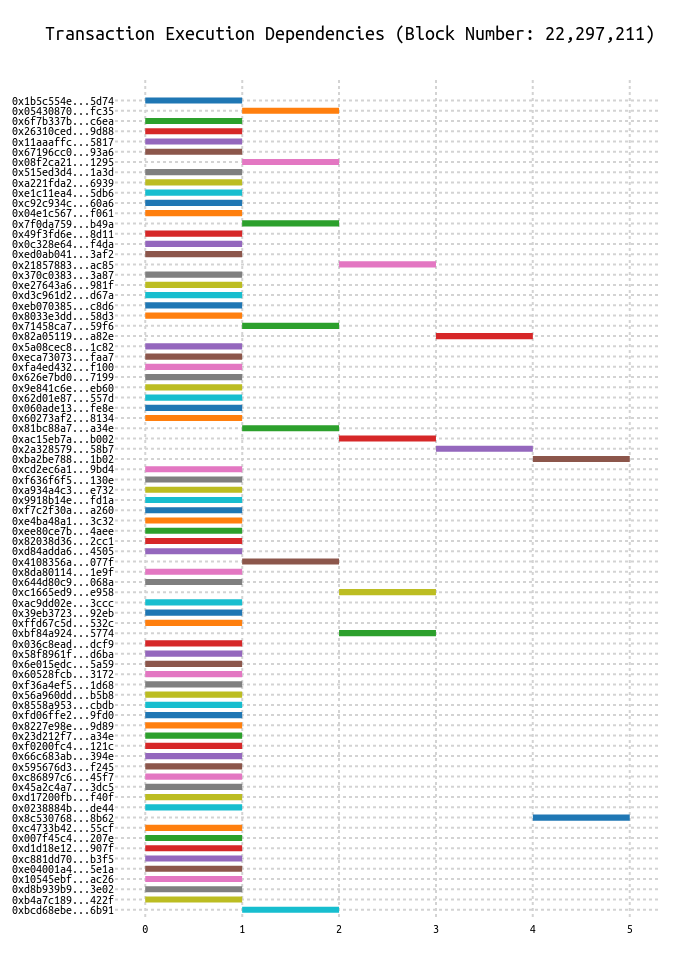 Transaction Execution Dependencies (Block Number: 22,297,211)
0x1b5c554e...5d74
0x05430870...fc35
0x6f7b337b...c6ea
0x26310ced...9d88
0x11aaaffc...5817
0x67196cc0...93a6
0x08f2ca21...1295
0x515ed3d4...1a3d
0xa221fda2...6939
0xe1c11ea4...5db6
0xc92c934c...60a6
0x04e1c567...f061
0x7f0da759...b49a
0x49f3fd6e...8d11
0x0c328e64...f4da
0xed0ab041...3af2
0x21857883...ac85
0x370c0383...3a87
0xe27643a6...981f
0xd3c961d2...d67a
0xeb070385...c8d6
0x8033e3dd...58d3
0x71458ca7...59f6
0x82a05119...a82e
0x5a08cec8...1c82
0xeca73073...faa7
0xfa4ed432...f100
0x626e7bd0...7199
0x9e841c6e...eb60
0x62d01e87...557d
0x060ade13...fe8e
0x60273af2...8134
0x81bc88a7...a34e
0xac15eb7a...b002
0x2a328579...58b7
0xba2be788...1b02
0xcd2ec6a1...9bd4
0xf636f6f5...130e
0xa934a4c3...e732
0x9918b14e...fd1a
0xf7c2f30a...a260
0xe4ba48a1...3c32
0xee80ce7b...4aee
0x82038d36...2cc1
0xd84adda6...4505
0x4108356a...077f
0x8da80114...1e9f
0x644d80c9...068a
0xc1665ed9...e958
0xac9dd02e...3ccc
0x39eb3723...92eb
0xffd67c5d...532c
0xbf84a924...5774
0x036c8ead...dcf9
0x58f8961f...d6ba
0x6e015edc...5a59
0x60528fcb...3172
0xf36a4ef5...1d68
0x56a960dd...b5b8
0x8558a953...cbdb
0xfd06ffe2...9fd0
0x8227e98e...9d89
0x23d212f7...a34e
0xf0200fc4...121c
0x66c683ab...394e
0x595676d3...f245
0xc86897c6...45f7
0x45a2c4a7...3dc5
0xd17200fb...f40f
0x0238884b...de44
0x8c530768...8b62
0xc4733b42...55cf
0x007f45c4...207e
0xd1d18e12...907f
0xc881dd70...b3f5
0xe04001a4...5e1a
0x10545ebf...ac26
0xd8b939b9...3e02
0xb4a7c189...422f
0xbcd68ebe...6b91
0 1 2 3 4 5